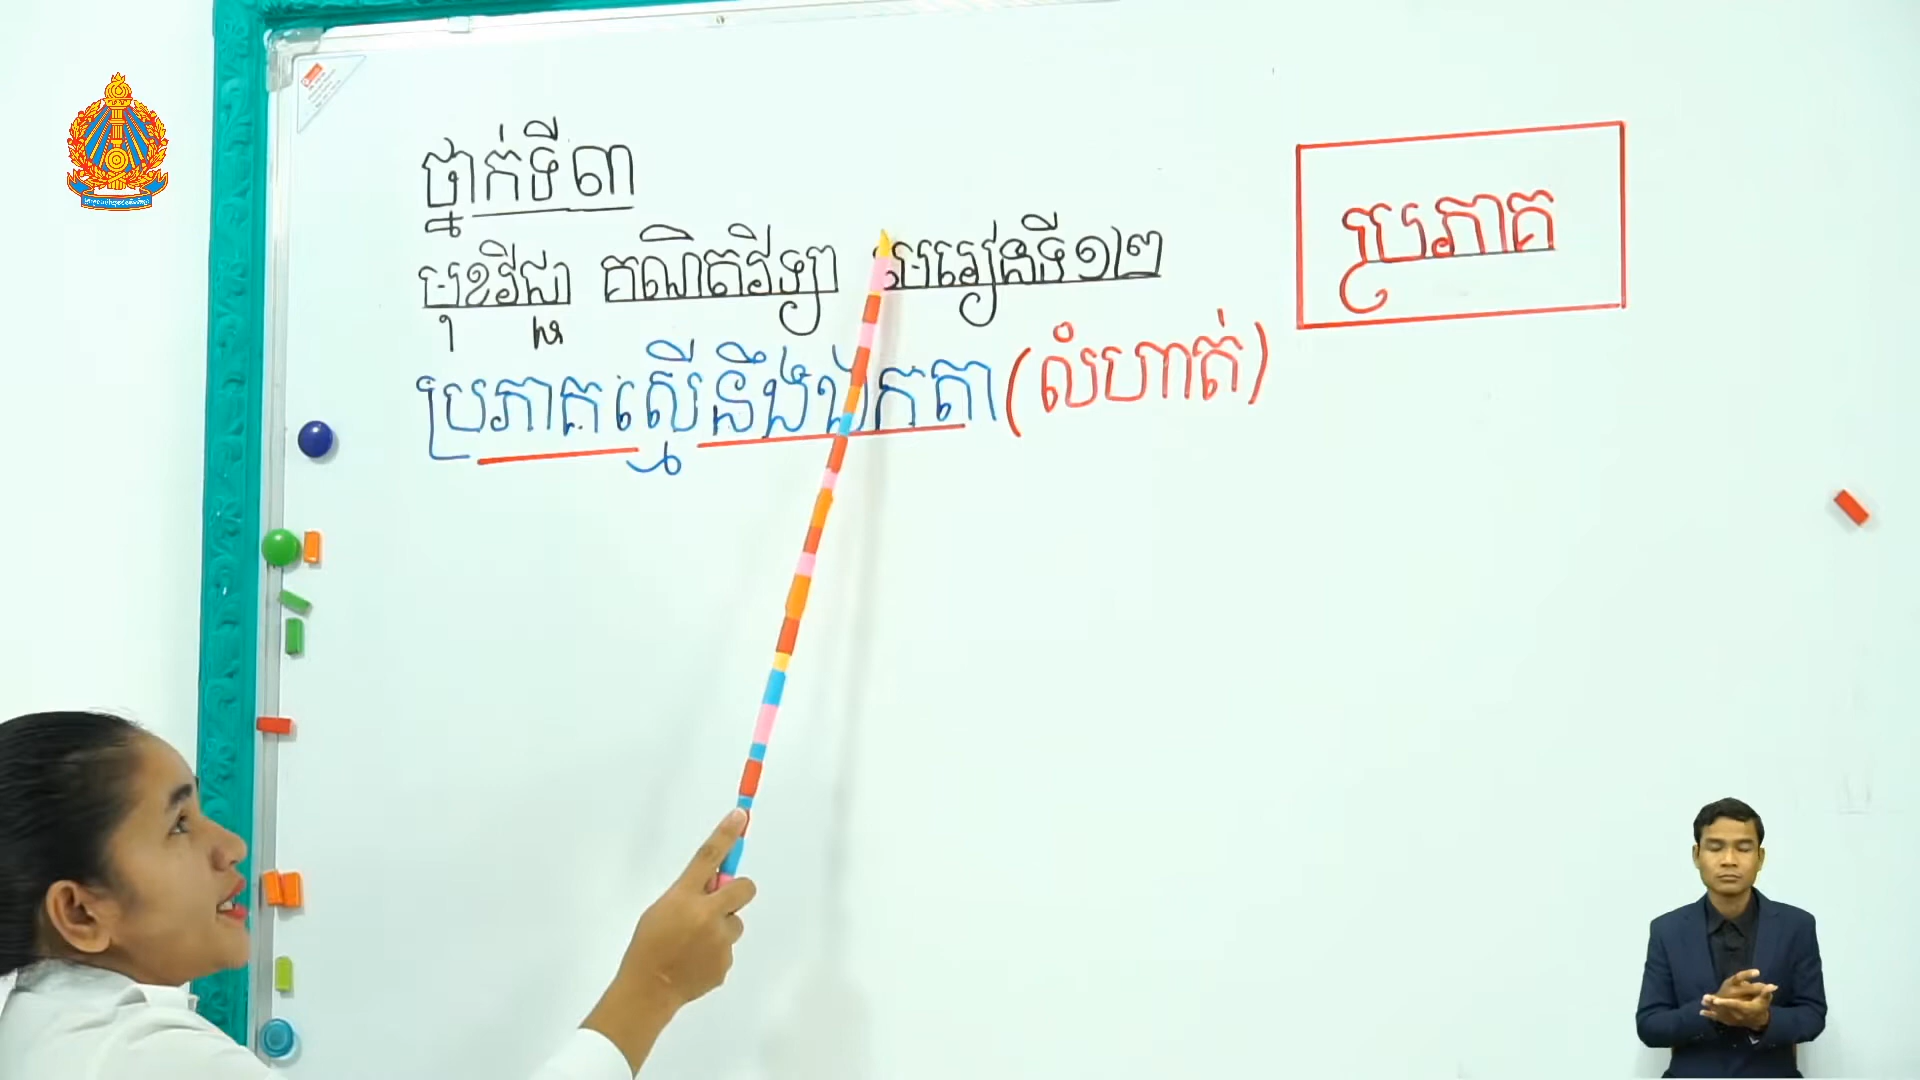 ថ្នាក់ទី៣
មុខវិជ្ជា គណិតវិទ្យា មេរៀនទី១២
ប្រភាគស្មើនឹងឯកតា (លំហាត់)
ប្រភាគ